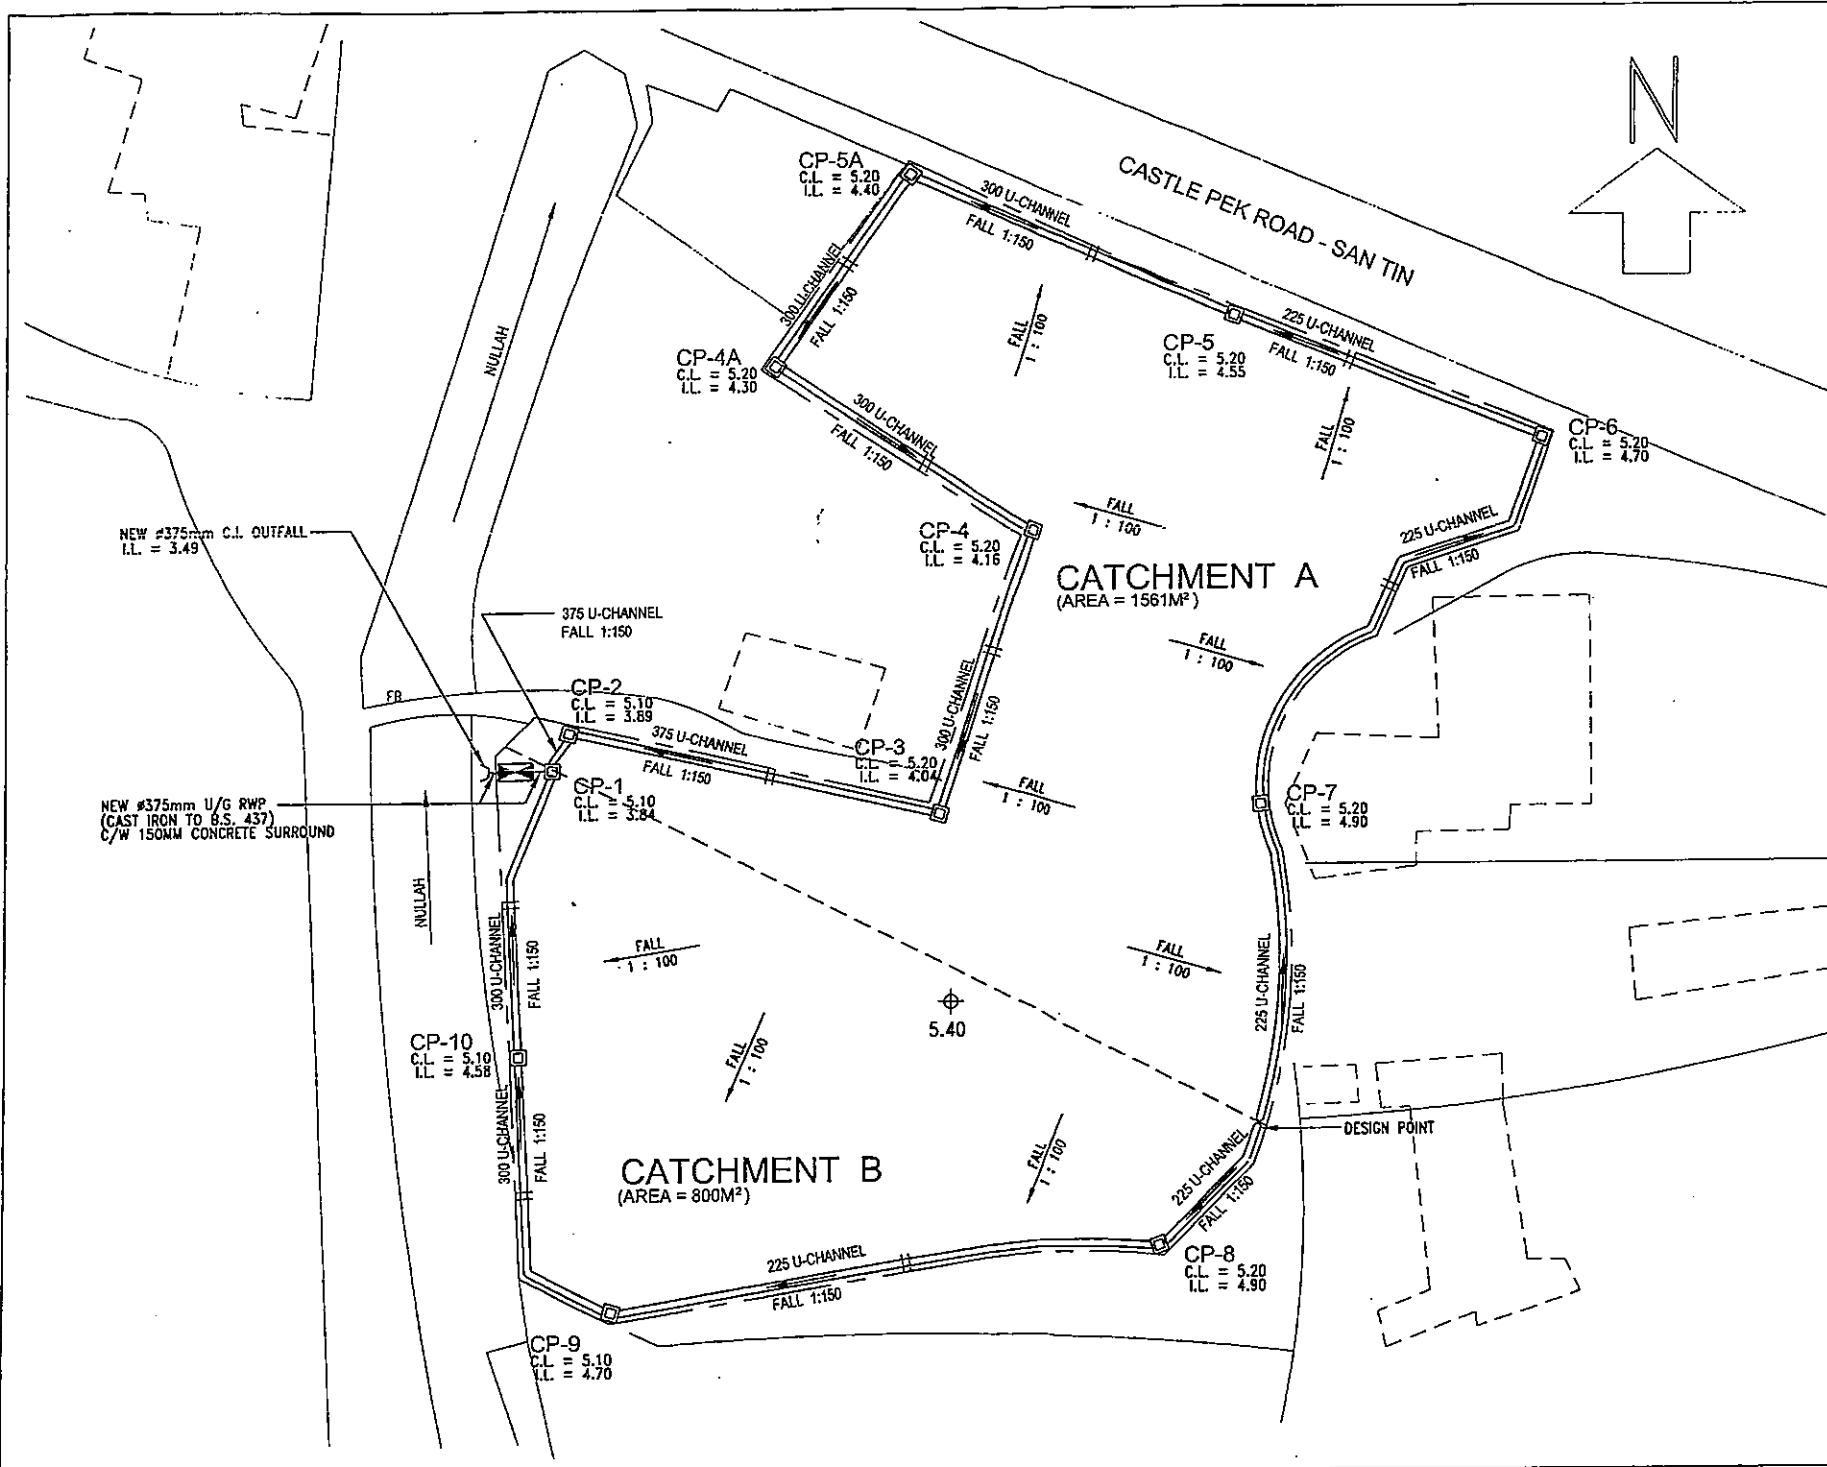 N
CASTLE PEK ROAD - SAN TIN
CP-5A
C.L. = 5.20
I.L. = 4.40
300 U-CHANNEL
FALL 1:150
300 U-CHANNEL
FALL 1:150
FALL
1 : 100
CP-5
C.L. = 5.20
I.L. = 4.55
225 U-CHANNEL
FALL 1:150
NULLAH
CP-4A
C.L. = 5.20
I.L. = 4.30
300 U-CHANNEL
FALL 1:150
FALL
1 : 100
CP-6
C.L. = 5.20
I.L. = 4.70
FALL
1 : 100
225 U-CHANNEL
FALL 1:150
NEW ø375mm C.I. OUTFALL
I.L. = 3.49
CP-4
C.L. = 5.20
I.L. = 4.16
CATCHMENT A
(AREA = 1561M²)
375 U-CHANNEL
FALL 1:150
FALL
1 : 100
300 U-CHANNEL
FALL 1:150
FR
CP-2
C.L. = 5.10
I.L. = 3.89
375 U-CHANNEL
FALL 1:150
CP-3
C.L. = 5.20
I.L. = 4.04
FALL
1 : 100
CP-1
C.L. = 5.10
I.L. = 3.84
CP-7
C.L. = 5.20
I.L. = 4.90
NEW ø375mm U/G RWP
(CAST IRON TO B.S. 437)
C/W 150MM CONCRETE SURROUND
NULLAH
300 U-CHANNEL
FALL 1:150
FALL
1 : 100
FALL
1 : 100
225 U-CHANNEL
FALL 1:150
5.40
CP-10
C.L. = 5.10
I.L. = 4.58
FALL
1 : 100
300 U-CHANNEL
FALL 1:150
DESIGN POINT
CATCHMENT B
(AREA = 800M²)
FALL
1 : 100
225 U-CHANNEL
FALL 1:150
225 U-CHANNEL
FALL 1:150
CP-8
C.L. = 5.20
I.L. = 4.90
CP-9
C.L. = 5.10
I.L. = 4.70